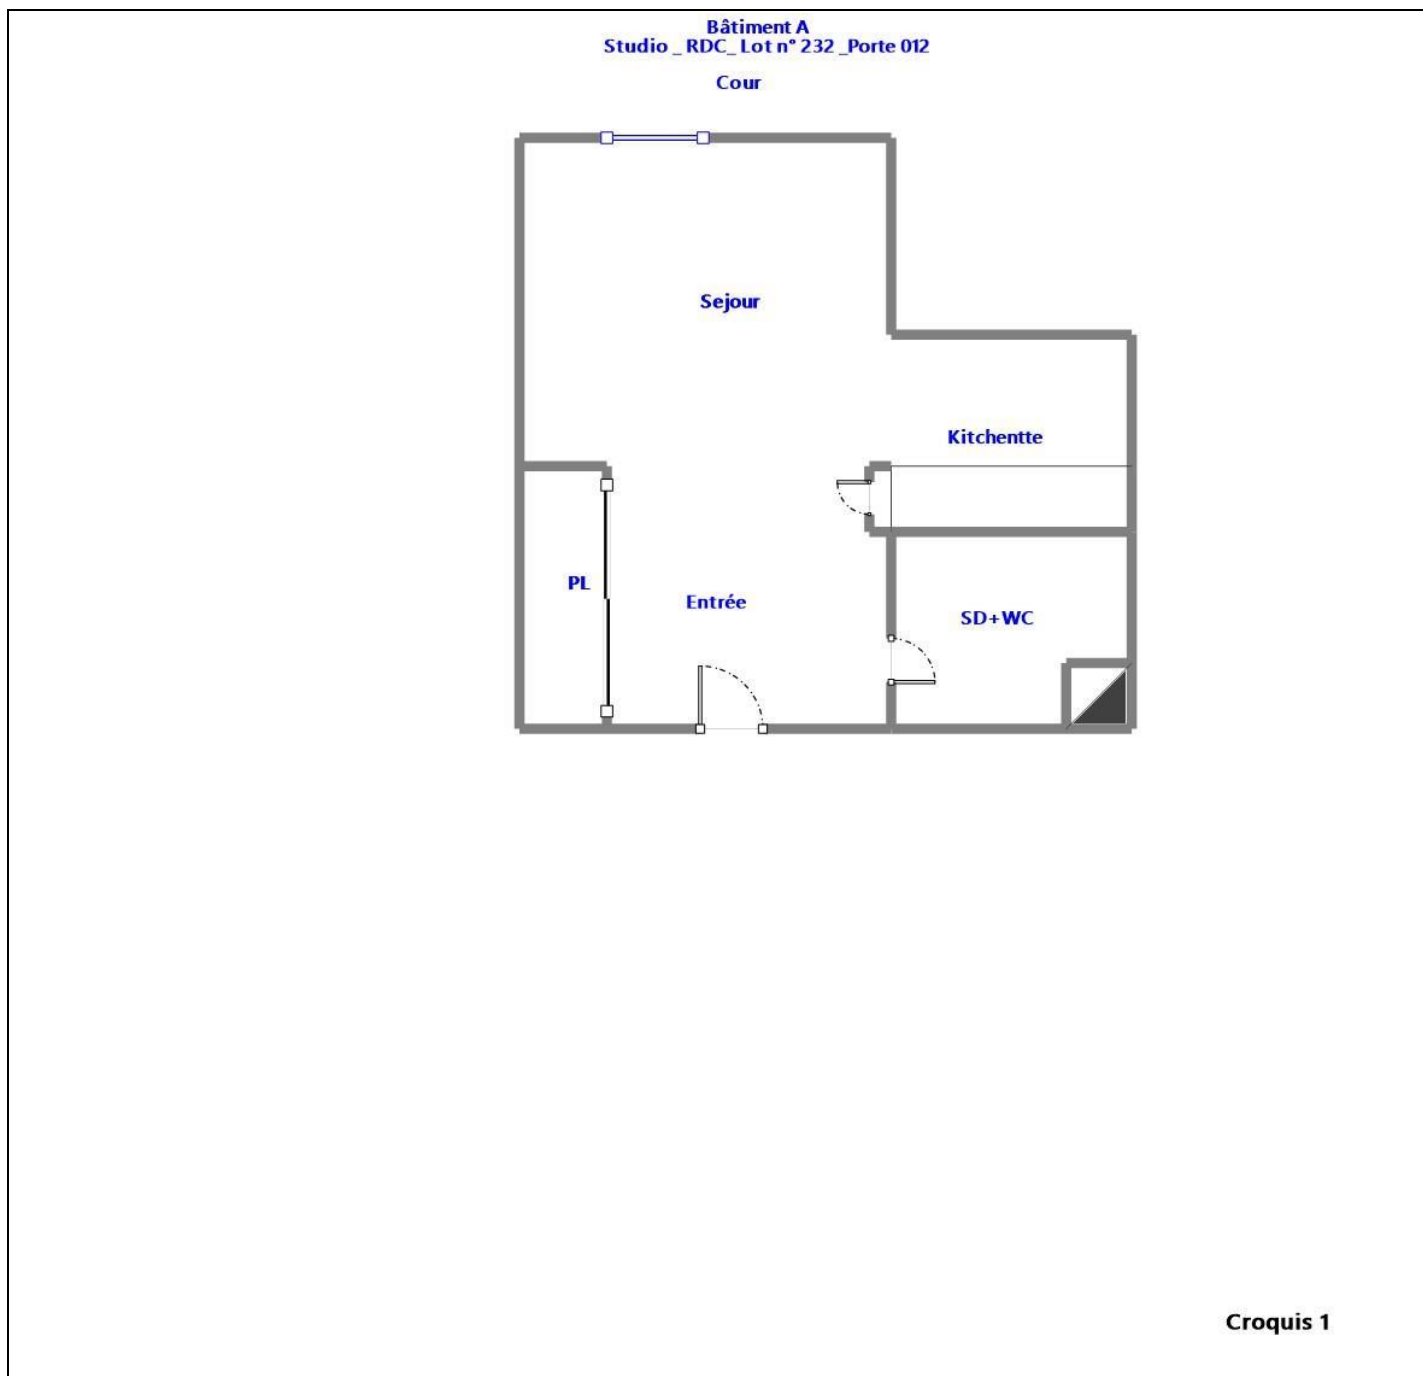 Bâtiment A
Studio _ RDC_ Lot n° 232 _Porte 012
Cour
Sejour
Kitchentte
PL
Entrée
SD+WC
Croquis 1